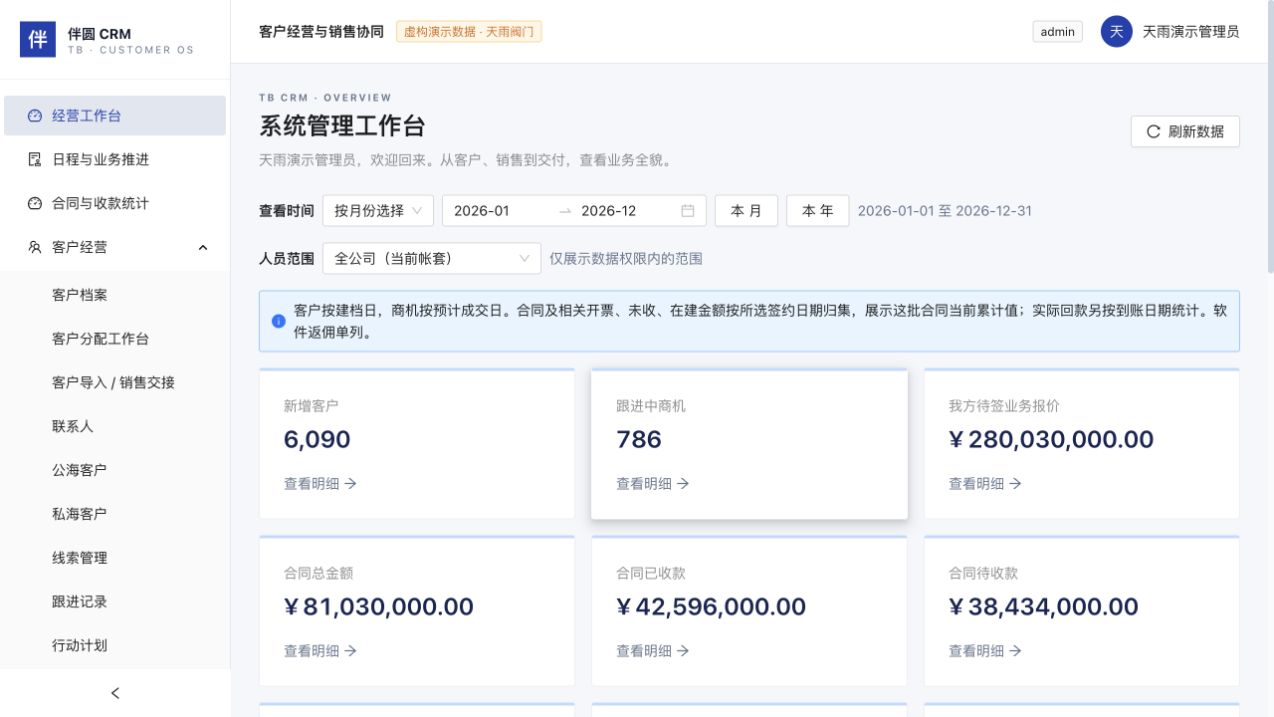 伴
伴圆 CRM
TB · CUSTOMER OS
经营工作台
日程与业务推进
合同与收款统计
客户经营
客户档案
客户分配工作台
客户导入 / 销售交接
联系人
公海客户
私海客户
线索管理
跟进记录
行动计划
客户经营与销售协同 虚构演示数据 · 天雨阀门
admin 天 天雨演示管理员
TB CRM · OVERVIEW
系统管理工作台
天雨演示管理员，欢迎回来。从客户、销售到交付，查看业务全貌。
刷新数据
查看时间 按月份选择 2026-01 → 2026-12 本 月 本 年 2026-01-01 至 2026-12-31
人员范围 全公司（当前帐套） 仅展示数据权限内的范围
客户按建档日，商机按预计成交日。合同及相关开票、未收、在建金额按所选签约日期归集，展示这批合同当前累计值；实际回款另按到账日期统计。软
件返佣单列。
新增客户
6,090
查看明细 →
跟进中商机
786
查看明细 →
我方待签业务报价
¥ 280,030,000.00
查看明细 →
合同总金额
¥ 81,030,000.00
查看明细 →
合同已收款
¥ 42,596,000.00
查看明细 →
合同待收款
¥ 38,434,000.00
查看明细 →